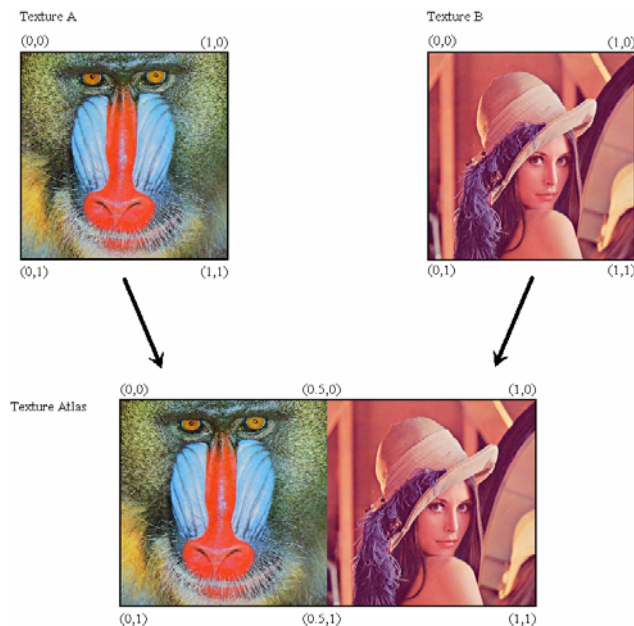 Texture A
Texture B
(0,0) (1,0)
(0,0) (1,0)
(0,1) (1,1)
(0,1) (1,1)
(0,0) (0.5,0) (1,0)
Texture Atlas
(0,1) (0.5,1) (1,1)